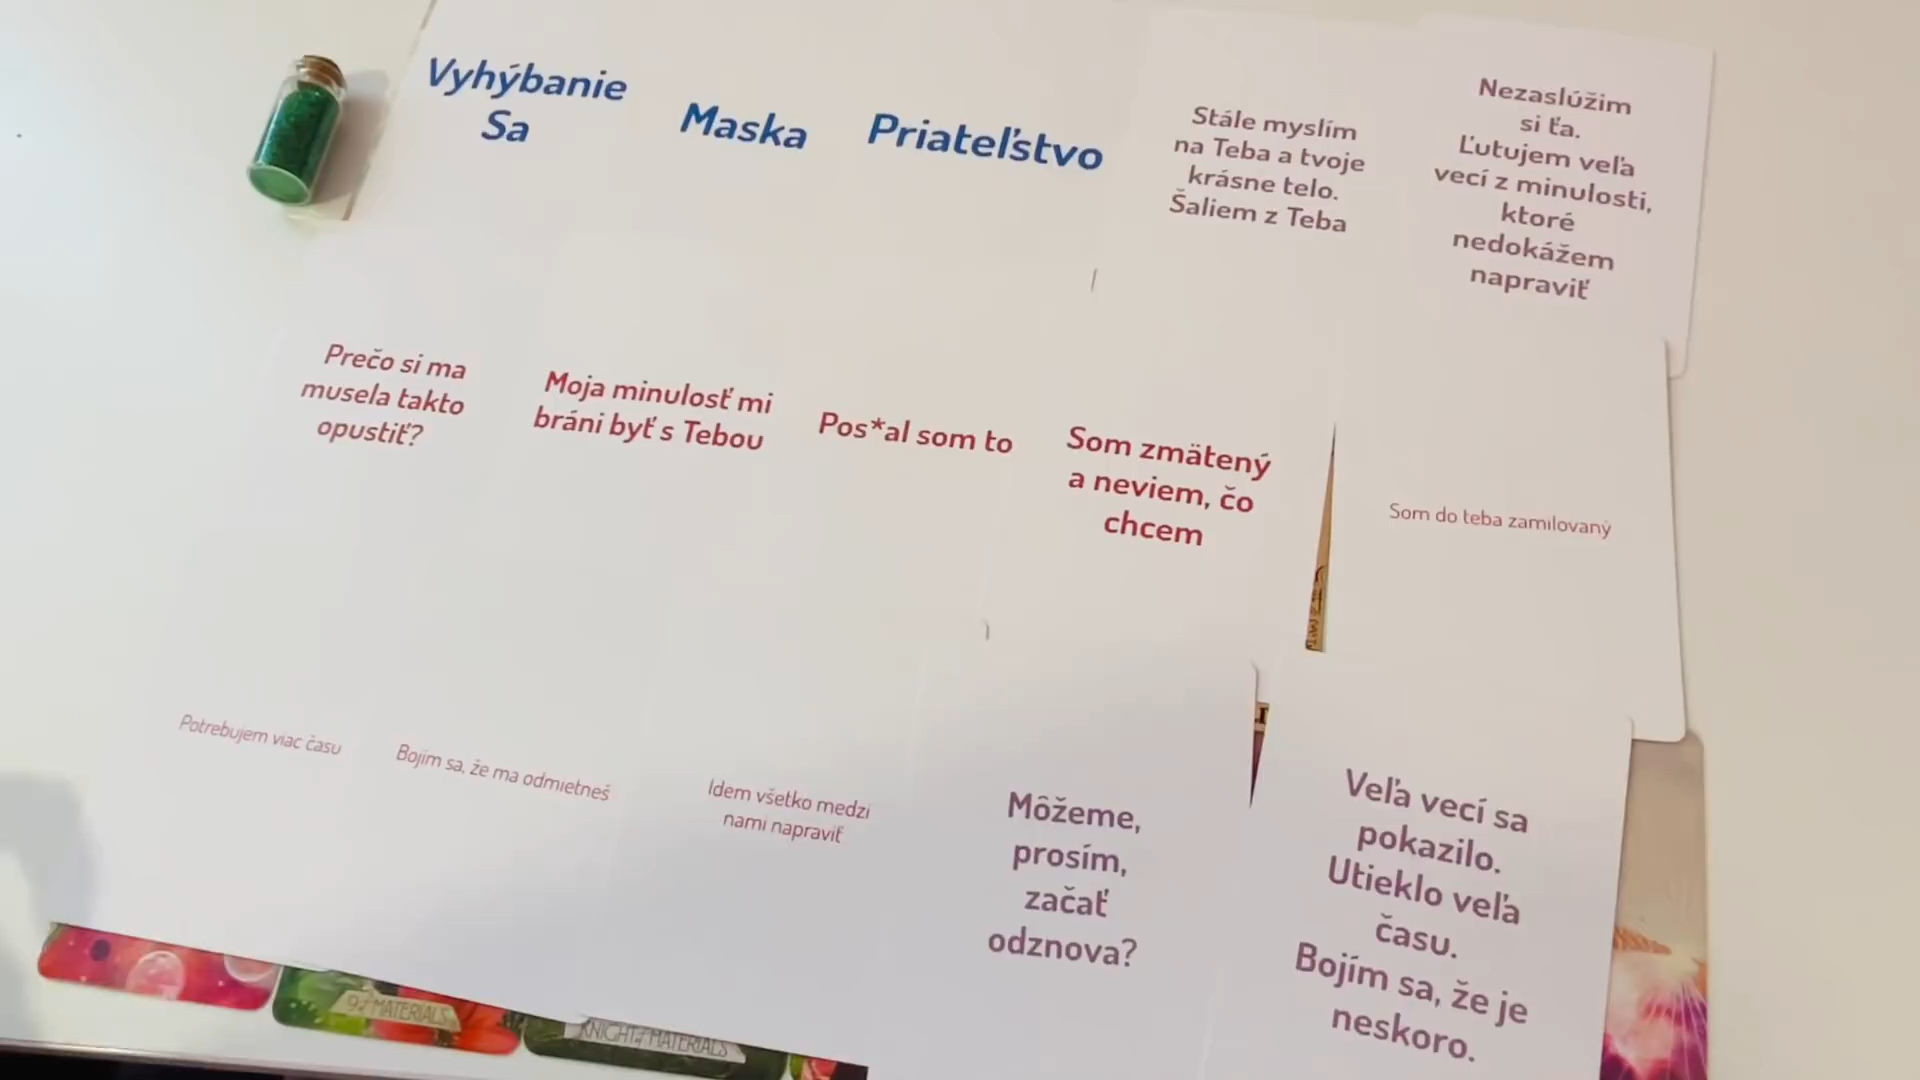 Vyhýbanie
Sa
Maska
Priateľstvo
Stále myslím
na Teba a tvoje
krásne telo.
Šaliem z Teba
Nezaslúžim
si ťa.
Ľutujem veľa
vecí z minulosti,
ktoré
nedokážem
napraviť
Prečo si ma
musela takto
opustiť?
Moja minulosť mi
bráni byť s Tebou
Pos*al som to
Som zmätený
a neviem, čo
chcem
Som do teba zamilovaný
Potrebujem viac času
Bojím sa, že ma odmietneš
Idem všetko medzi
nami napraviť
Môžeme,
prosím,
začať
odznova?
Veľa vecí sa
pokazilo.
Utieklo veľa
času.
Bojím sa, že je
neskoro.
9 of MATERIALS
KNIGHT of MATERIALS